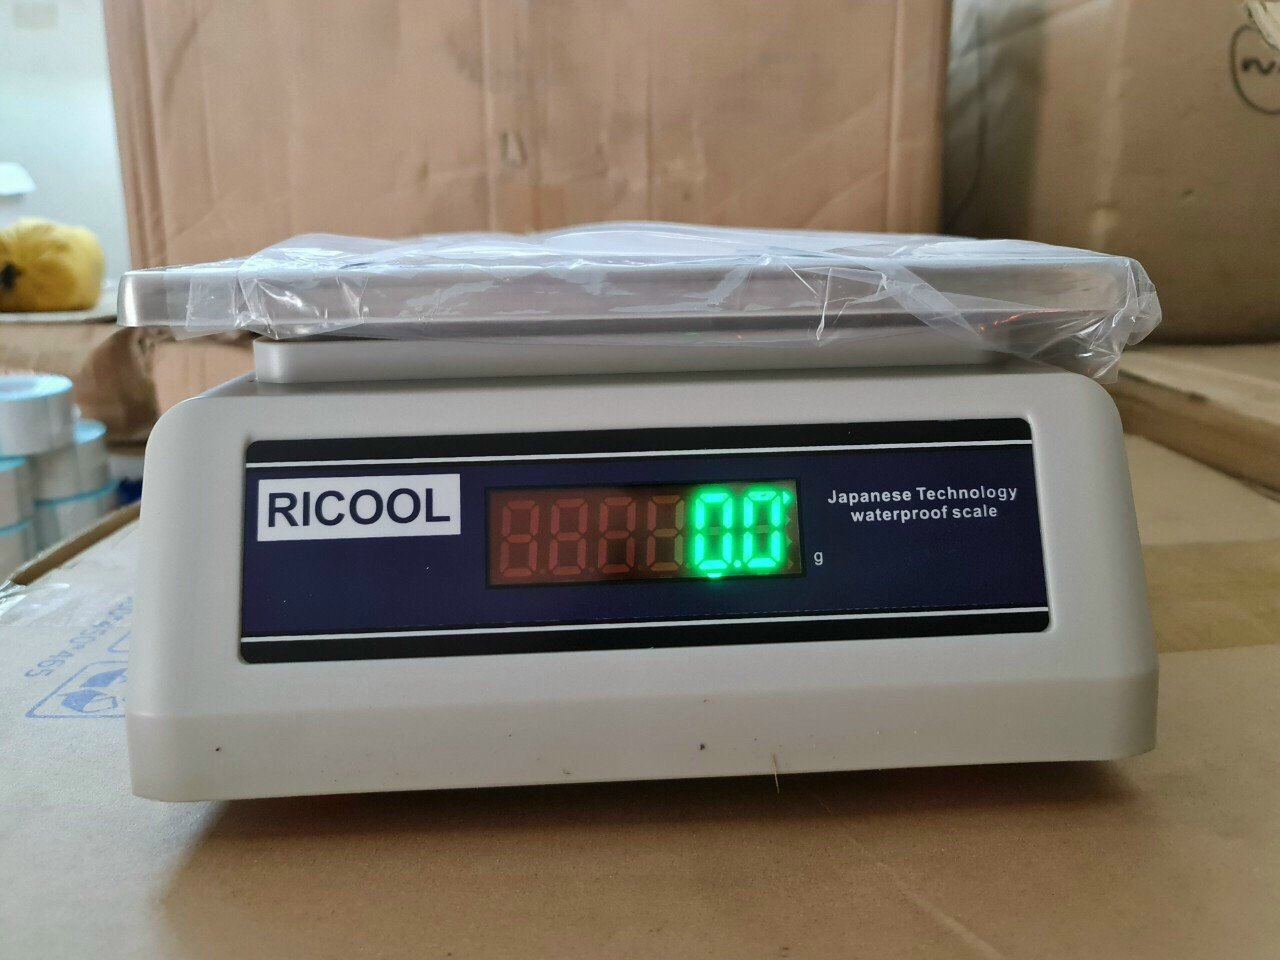 RICOOL
0.0
g
Japanese Technology
waterproof scale